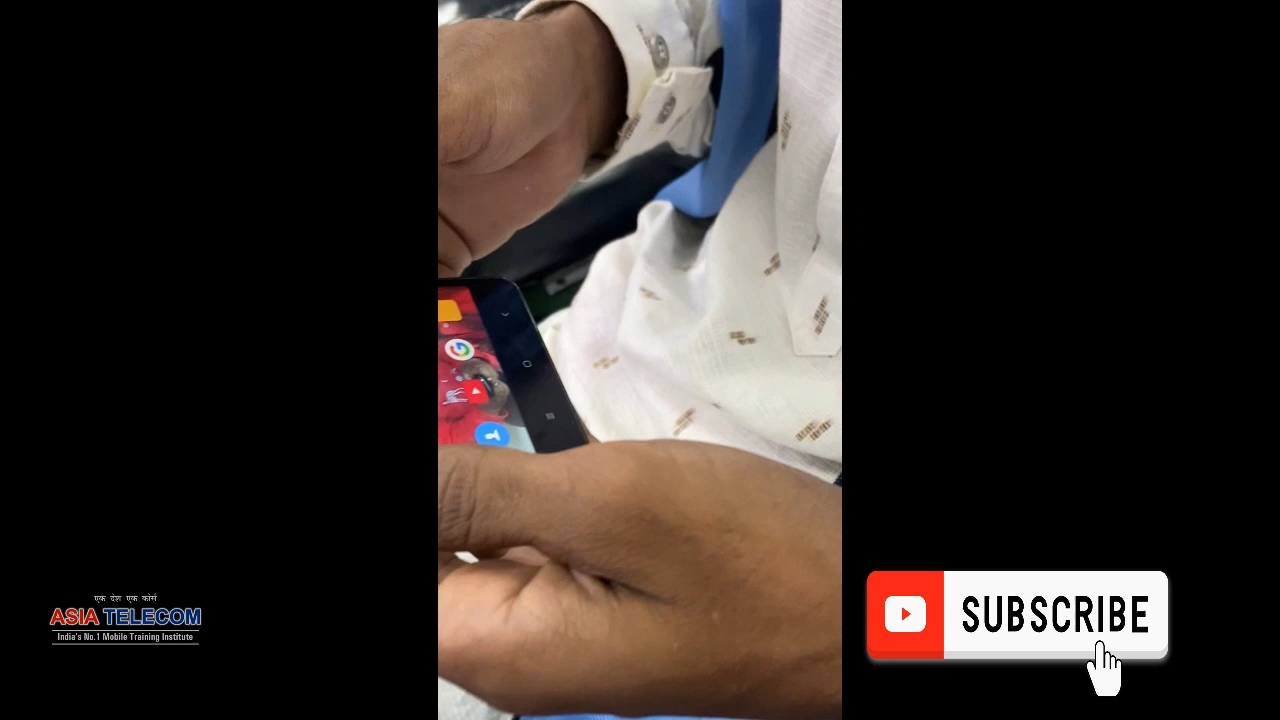 एक देश एक कोर्स
ASIA TELECOM
India's No.1 Mobile Training Institute
SUBSCRIBE